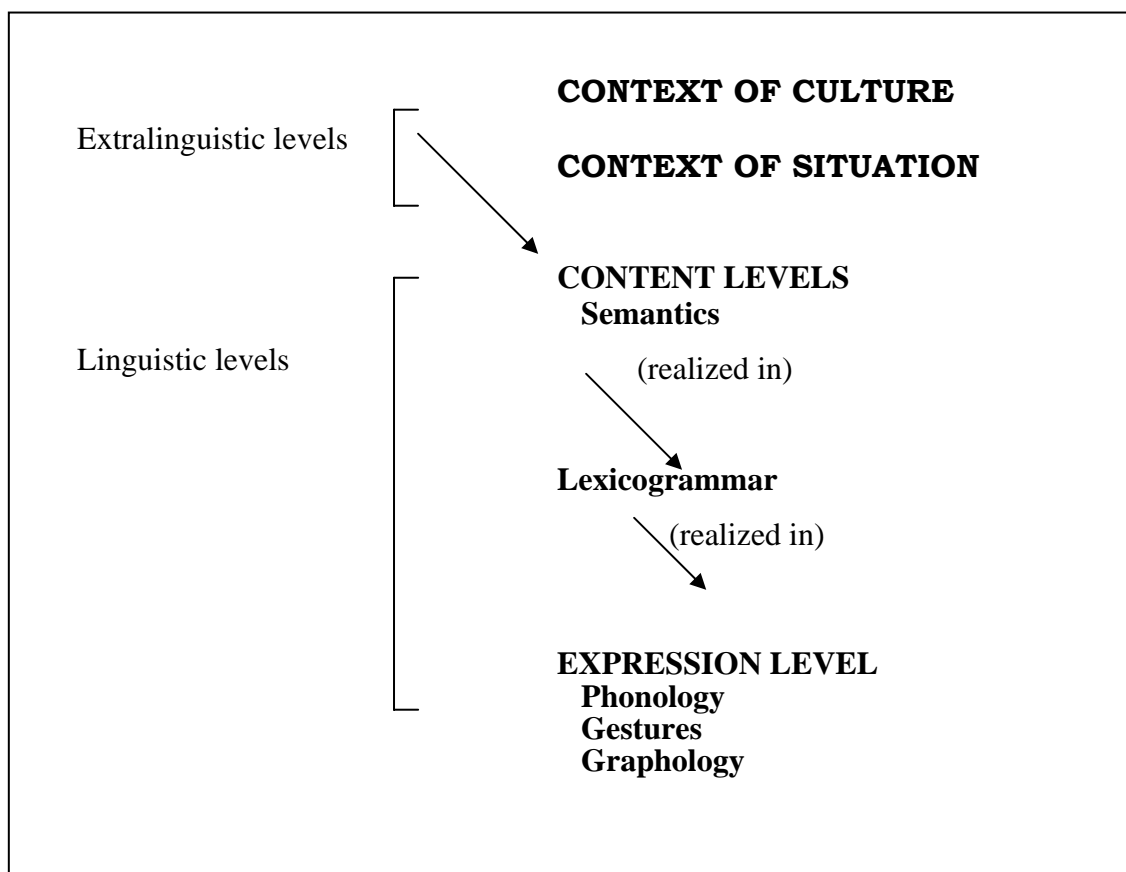 CONTEXT OF CULTURE
Extralinguistic levels
CONTEXT OF SITUATION
CONTENT LEVELS
Semantics
Linguistic levels
(realized in)
Lexicogrammar
(realized in)
EXPRESSION LEVEL
Phonology
Gestures
Graphology